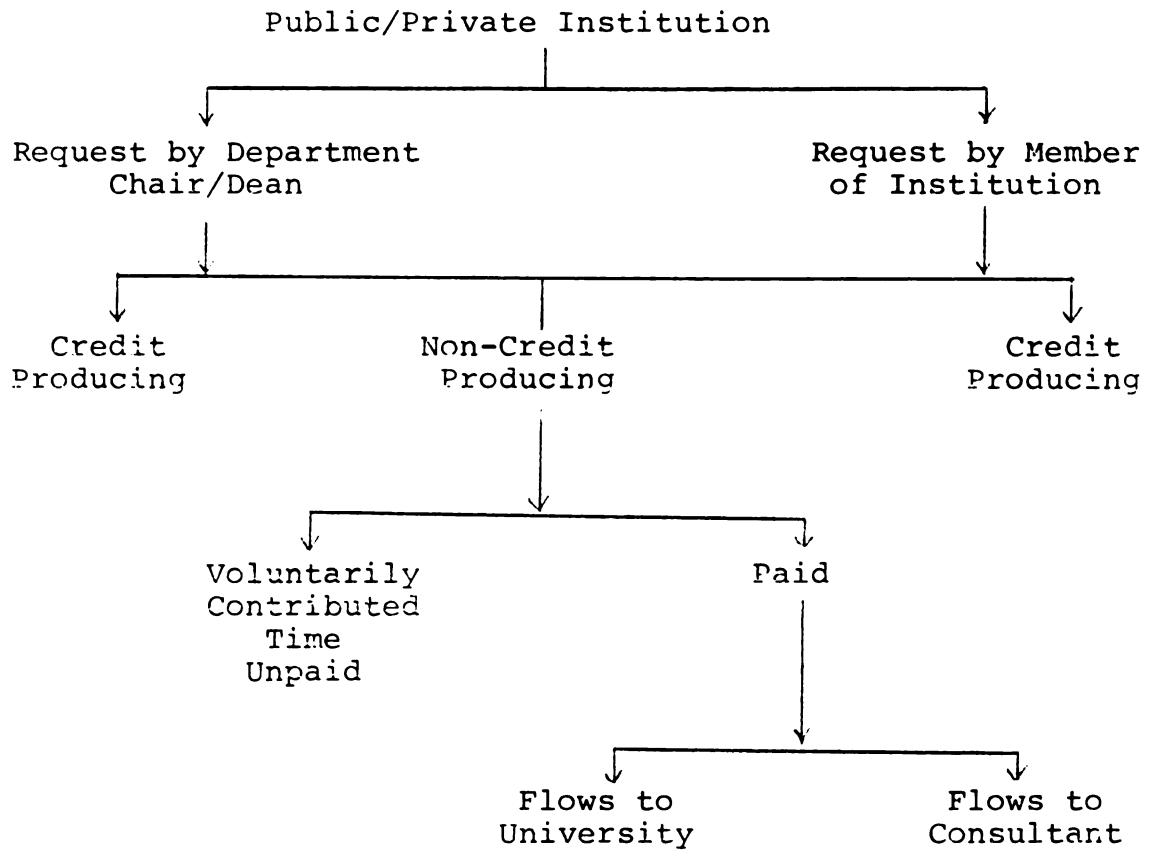 Public/Private Institution
Request by Department
Chair/Dean
Request by Member
of Institution
Credit
Producing
Non-Credit
Producing
Credit
Producing
Voluntarily
Contributed
Time
Unpaid
Paid
Flows to
University
Flows to
Consultant